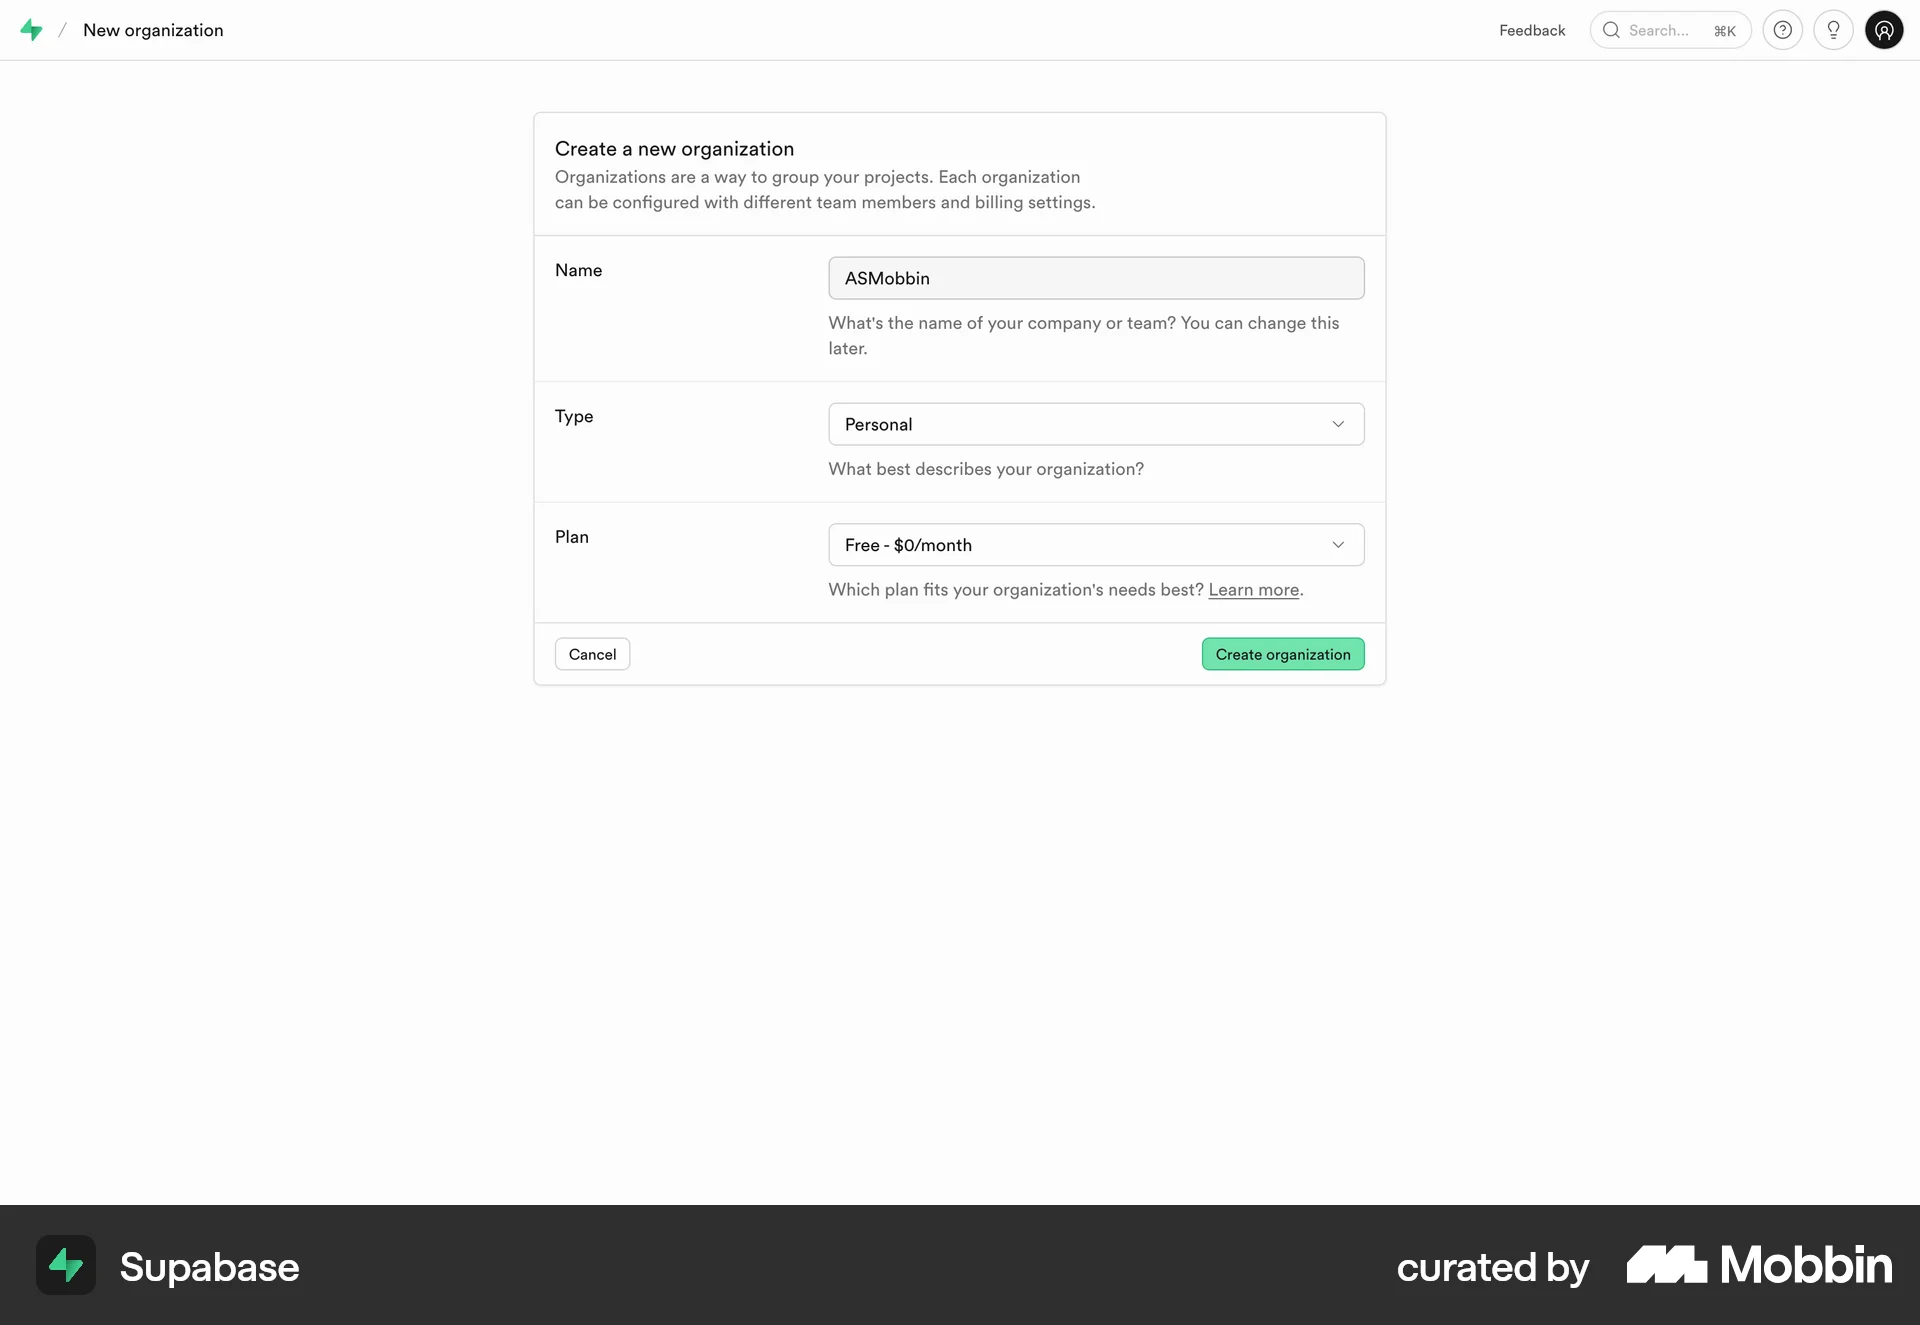 / New organization
Feedback
Search... ⌘K
Create a new organization
Organizations are a way to group your projects. Each organization
can be configured with different team members and billing settings.
Name
ASMobbin
What's the name of your company or team? You can change this
later.
Type
Personal
What best describes your organization?
Plan
Free - $0/month
Which plan fits your organization's needs best? Learn more.
Cancel
Create organization
Supabase
curated by Mobbin